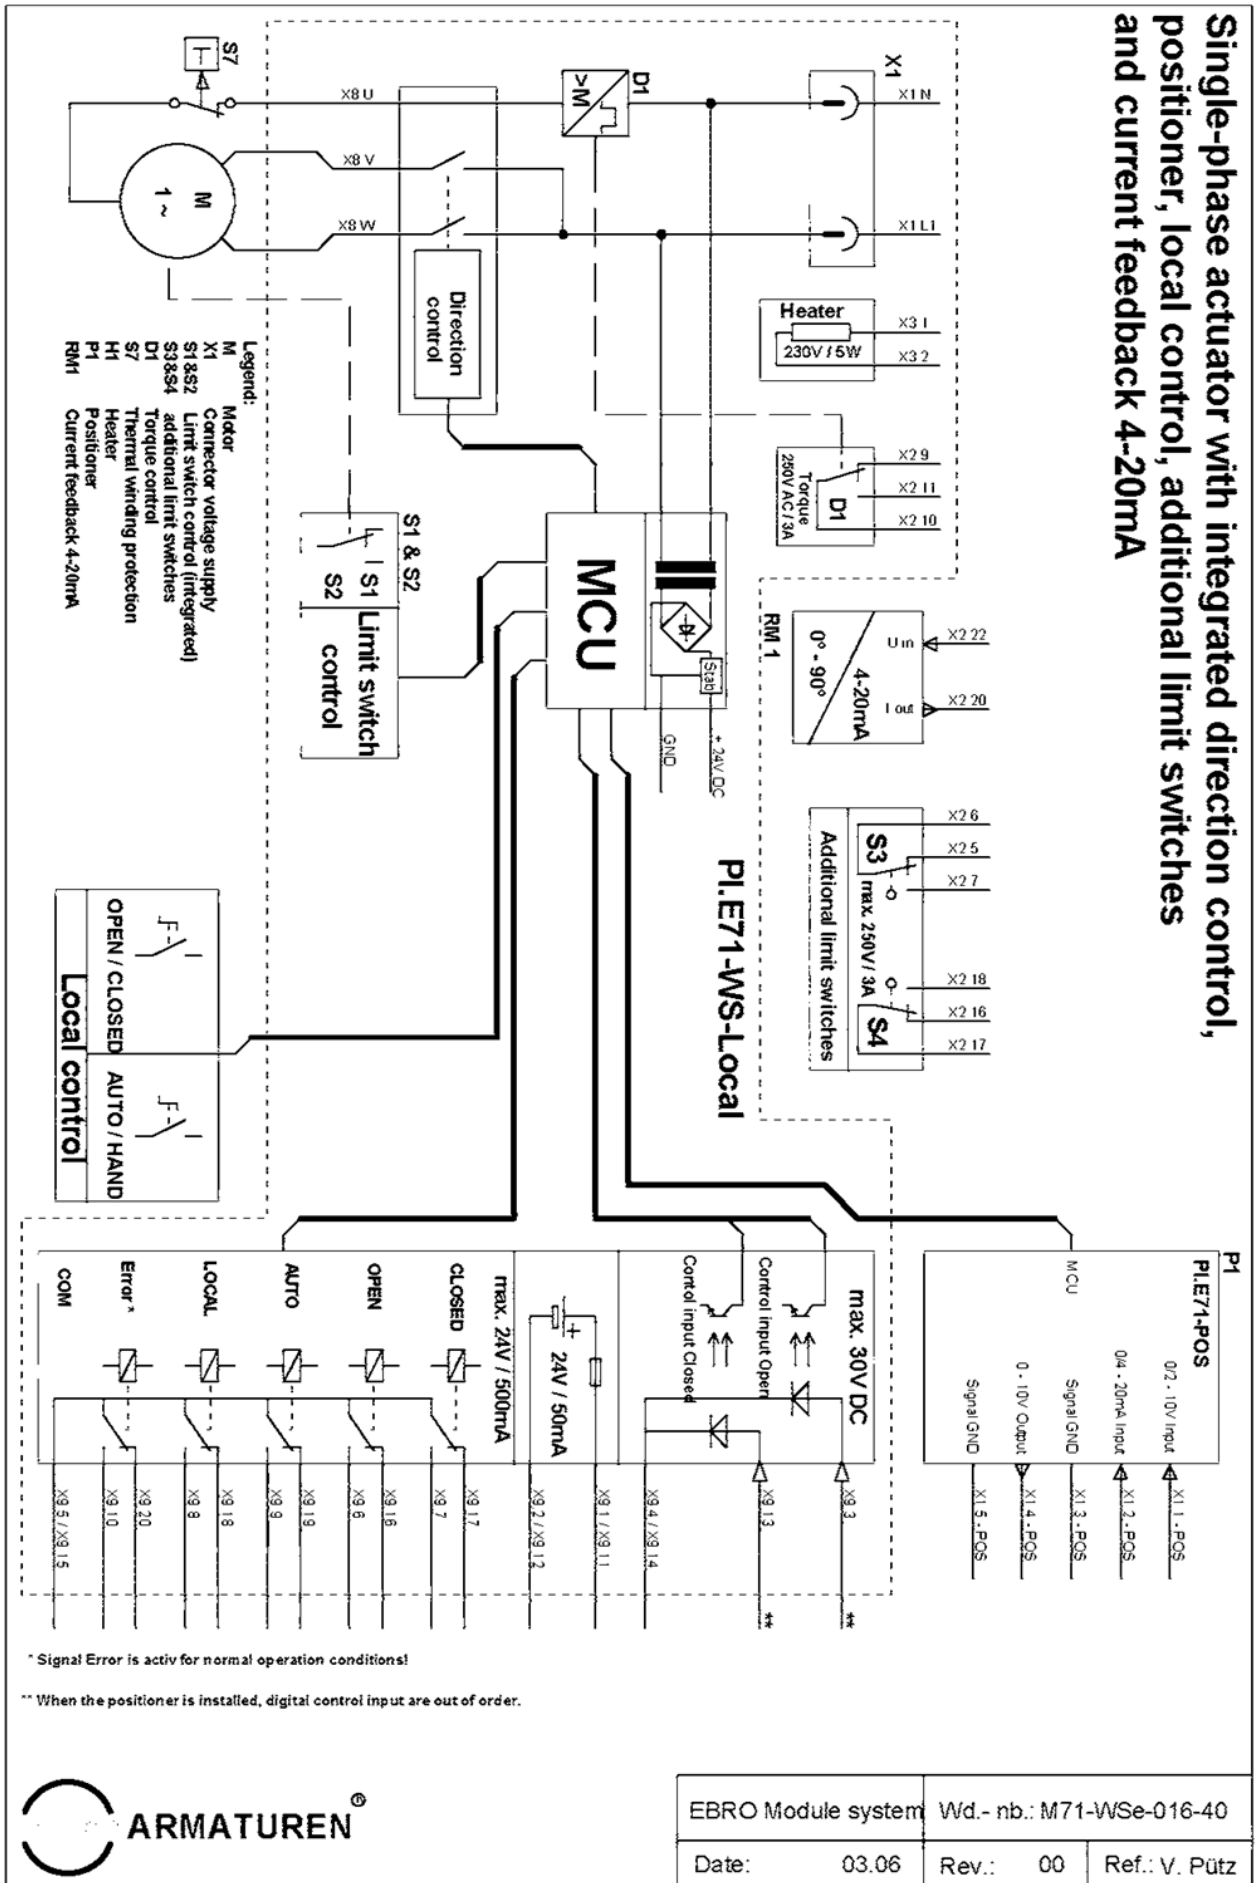 Single-phase actuator with integrated direction control,
positioner, local control, additional limit switches
and current feedback 4-20mA
X1
X1 N
X1 L1
D1
>M
S7
X8 U
X8 V
X8 W
M
1 ~
Heater
230V / 5W
X3 1
X3 2
Direction
control
X2 9
X2 11
X2 10
D1
Torque
250V AC / 3A
Legend:
M Motor
X1 Connector voltage supply
S1&S2 Limit switch control (integrated)
S3&S4 additional limit switches
D1 Torque control
S7 Thermal winding protection
H1 Heater
P1 Positioner
RM1 Current feedback 4-20mA
S1 & S2
S1
S2
Limit switch
control
MCU
Stab
+ 24V DC
GND
RM 1
U in
I out
4-20mA
0° - 90°
X2 22
X2 20
X2 6
X2 5
X2 7
X2 18
X2 16
X2 17
S3
max. 250V / 3A
S4
Additional limit switches
PI.E71-WS-Local
OPEN / CLOSED
AUTO / HAND
Local control
P1
PI.E71-POS
MCU
0/2 - 10V Input
0/4 - 20mA Input
Signal GND
0 - 10V Output
Signal GND
X1.1 - POS
X1.2 - POS
X1.3 - POS
X1.4 - POS
X1.5 - POS
max. 30V DC
Control input Open
Contol input Closed
24V / 50mA
max. 24V / 500mA
CLOSED
OPEN
AUTO
LOCAL
Error *
COM
X9.3
X9.13
X9.4 / X9.14
X9.1 / X9.11
X9.2 / X9.12
X9.17
X9.7
X9.16
X9.6
X9.19
X9.9
X9.18
X9.8
X9.20
X9.10
X9.5 / X9.15
**
**
* Signal Error is activ for normal operation conditions!
** When the positioner is installed, digital control input are out of order.
ARMATUREN®
EBRO Module system
Wd.- nb.: M71-WSe-016-40
Date: 03.06
Rev.: 00
Ref.: V. Pütz